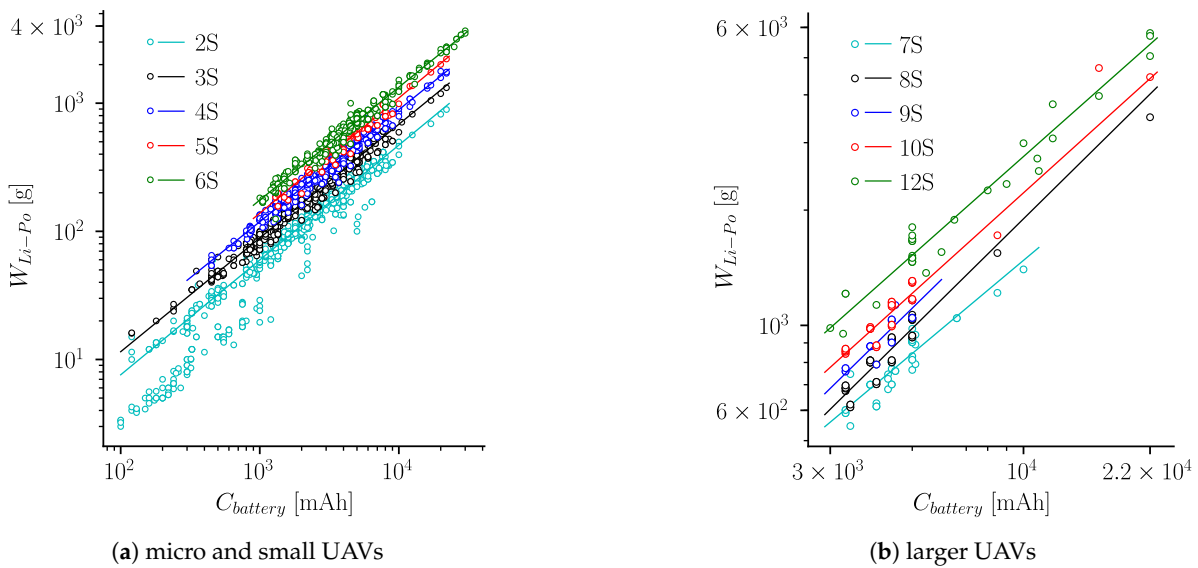 4 × 10³
10³
10²
10¹
W_{Li−Po} [g]
2S
3S
4S
5S
6S
10² 10³ 10⁴
C_{battery} [mAh]
(a) micro and small UAVs
6 × 10³
10³
6 × 10²
W_{Li−Po} [g]
7S
8S
9S
10S
12S
3 × 10³ 10⁴ 2.2 × 10⁴
C_{battery} [mAh]
(b) larger UAVs